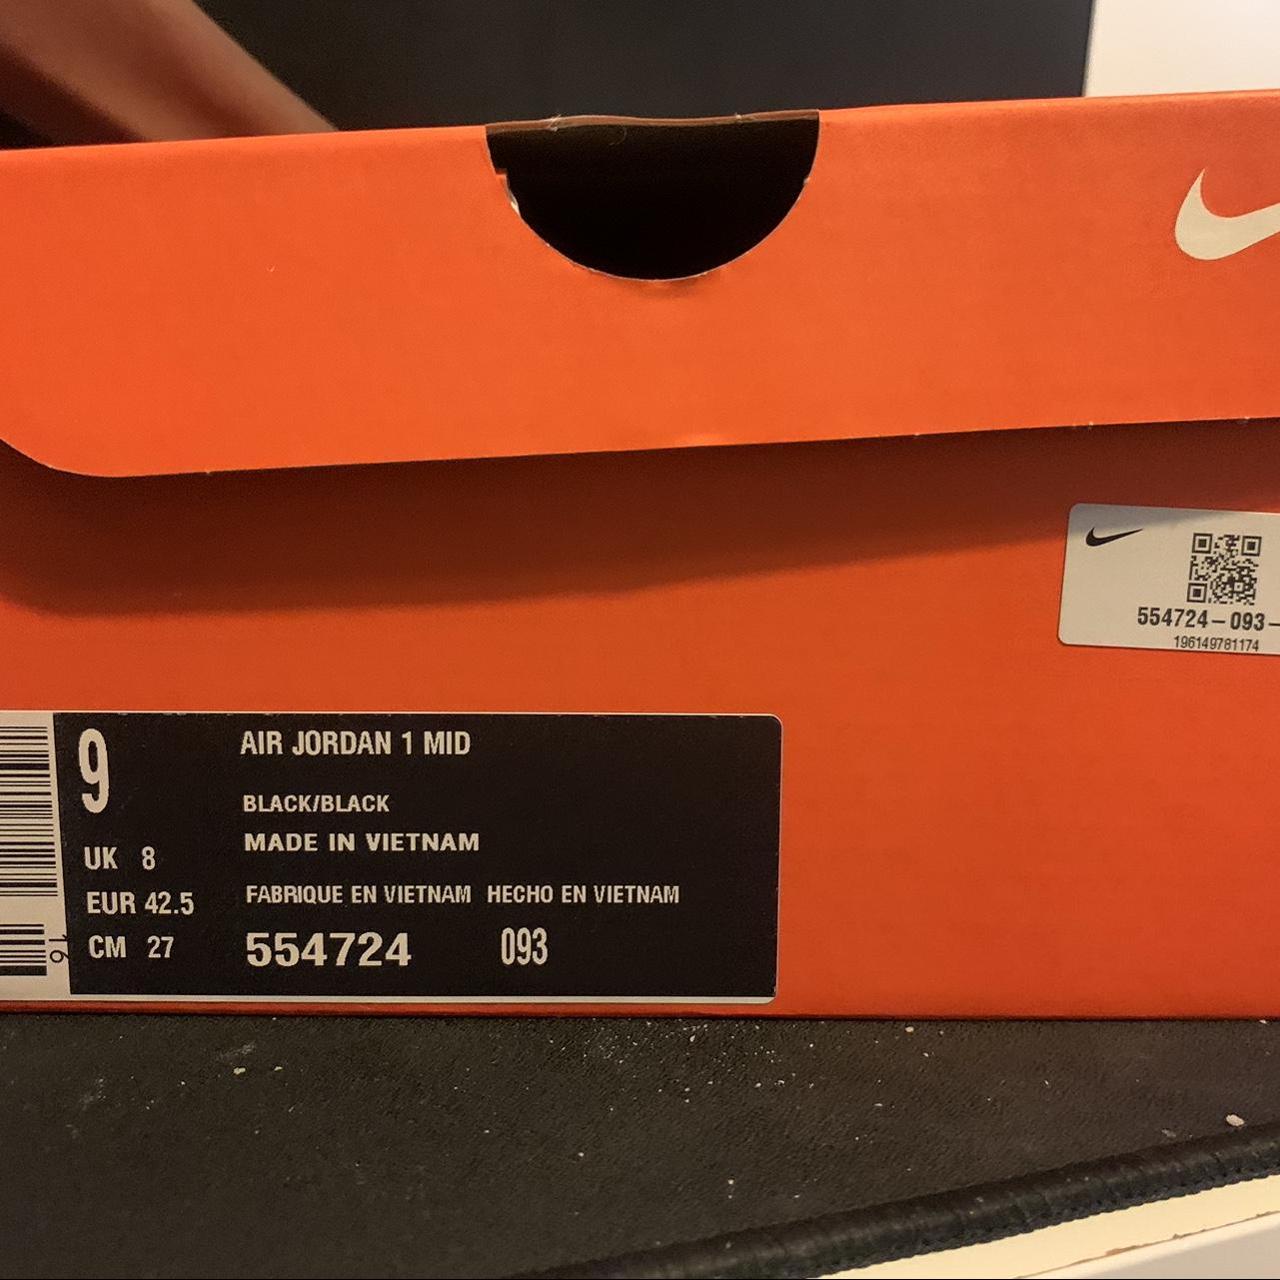 554724-093-
196149781174
9
AIR JORDAN 1 MID
BLACK/BLACK
MADE IN VIETNAM
UK 8
EUR 42.5
FABRIQUE EN VIETNAM HECHO EN VIETNAM
CM 27
554724 093
16